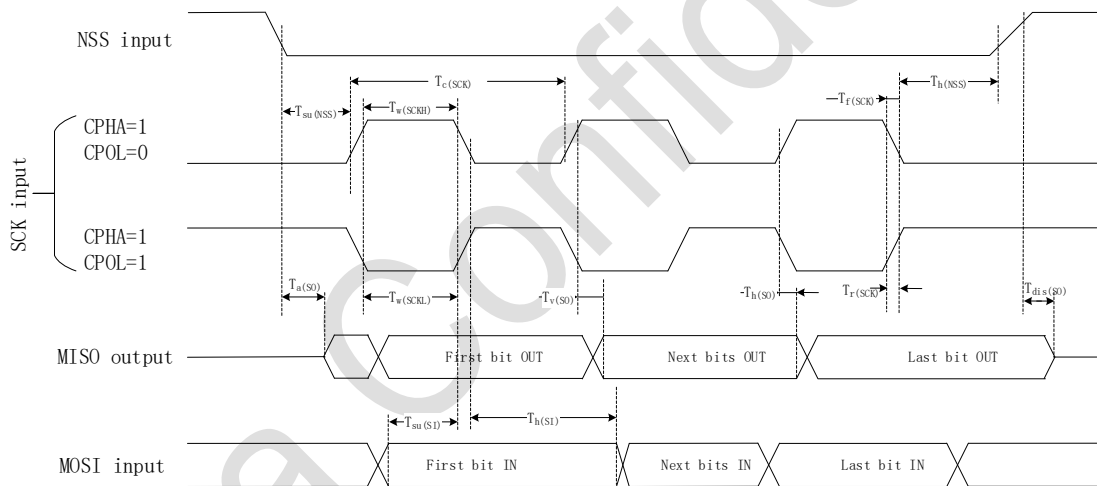 NSS input
Tc(SCK)
Th(NSS)
Tf(SCK)
Tsu(NSS)
Tw(SCKH)
CPHA=1
CPOL=0
SCK input
CPHA=1
CPOL=1
Ta(SO)
Tw(SCKL)
Tv(SO)
Th(SO)
Tr(SCK)
Tdis(SO)
MISO output
First bit OUT
Next bits OUT
Last bit OUT
Tsu(SI)
Th(SI)
MOSI input
First bit IN
Next bits IN
Last bit IN